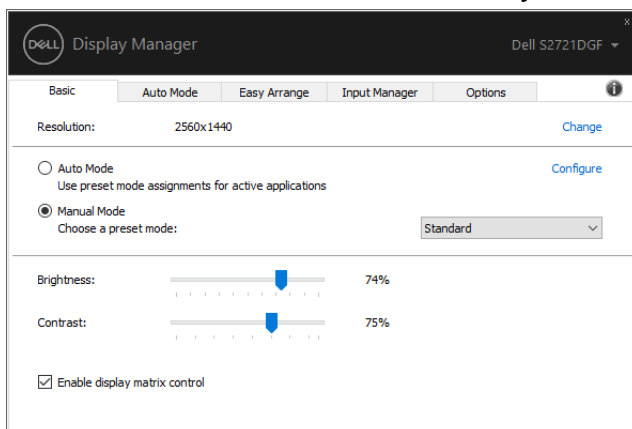 DELL Display Manager Dell S2721DGF
Basic Auto Mode Easy Arrange Input Manager Options
Resolution: 2560x1440 Change
Auto Mode Configure
Use preset mode assignments for active applications
Manual Mode
Choose a preset mode: Standard
Brightness: 74%
Contrast: 75%
Enable display matrix control